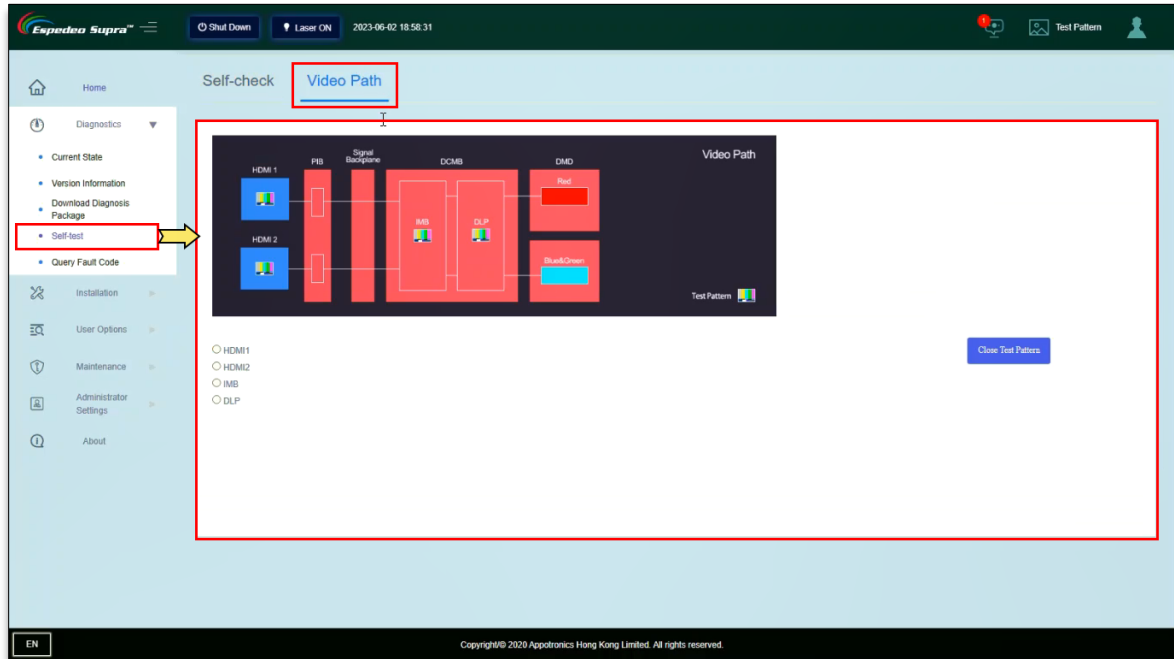 Espedeo Supra™
Shut Down
Laser ON
2023-06-02 18:58:31
1
Test Pattern
Home
Diagnostics
Current State
Version Information
Download Diagnosis
Package
Self-test
Query Fault Code
Installation
User Options
Maintenance
Administrator
Settings
About
Self-check
Video Path
Video Path
HDMI 1
PIB
Signal
Backplane
DCMB
DMD
Red
IMB
DLP
HDMI 2
Blue&Green
Test Pattern
HDMI1
HDMI2
IMB
DLP
Close Test Pattern
EN
Copyright/© 2020 Appotronics Hong Kong Limited. All rights reserved.